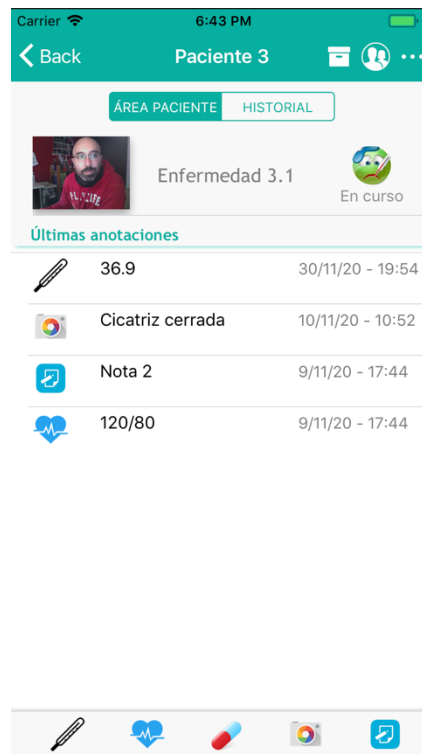 Carrier 6:43 PM
Back Paciente 3
ÁREA PACIENTE HISTORIAL
Enfermedad 3.1
En curso
Últimas anotaciones
36.9 30/11/20 - 19:54
Cicatriz cerrada 10/11/20 - 10:52
Nota 2 9/11/20 - 17:44
120/80 9/11/20 - 17:44